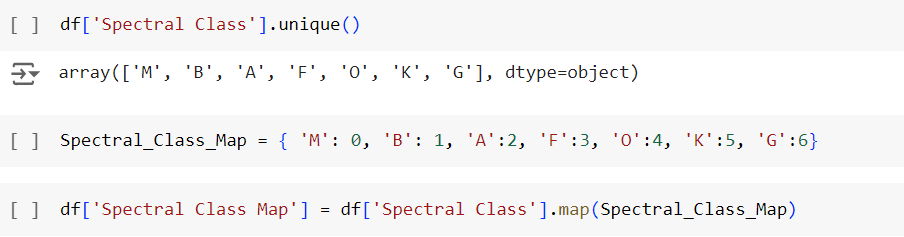 [ ] df['Spectral Class'].unique()
array(['M', 'B', 'A', 'F', 'O', 'K', 'G'], dtype=object)
[ ] Spectral_Class_Map = { 'M': 0, 'B': 1, 'A':2, 'F':3, 'O':4, 'K':5, 'G':6}
[ ] df['Spectral Class Map'] = df['Spectral Class'].map(Spectral_Class_Map)